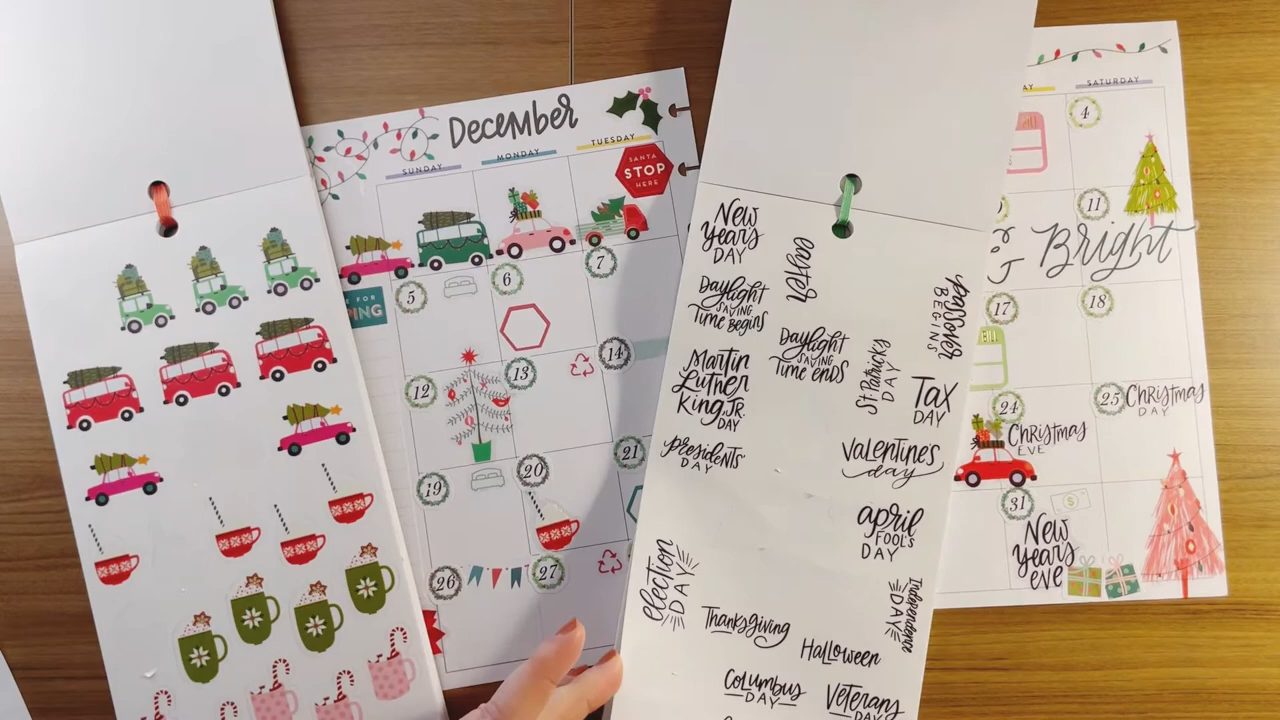 December
SUNDAY
MONDAY
TUESDAY
SANTA
STOP
HERE
5
6
7
12
13
14
19
20
21
26
27
New
Years
DAY
easter
Daylight
SAVING
Time Begins
Daylight
SAVING
Time ends
passover
BEGINS
Martin
Luther
King, JR.
DAY
St. Patricks
DAY
Tax
DAY
presidents'
DAY
Valentine's
day
april
FOOLS
DAY
election
DAY
Thanksgiving
Independence
DAY
Halloween
Columbus
DAY
Veterans
DAY
SATURDAY
4
11
Bright
17
18
24
Christmas
EVE
25
Christmas
DAY
31
New
Years
eve